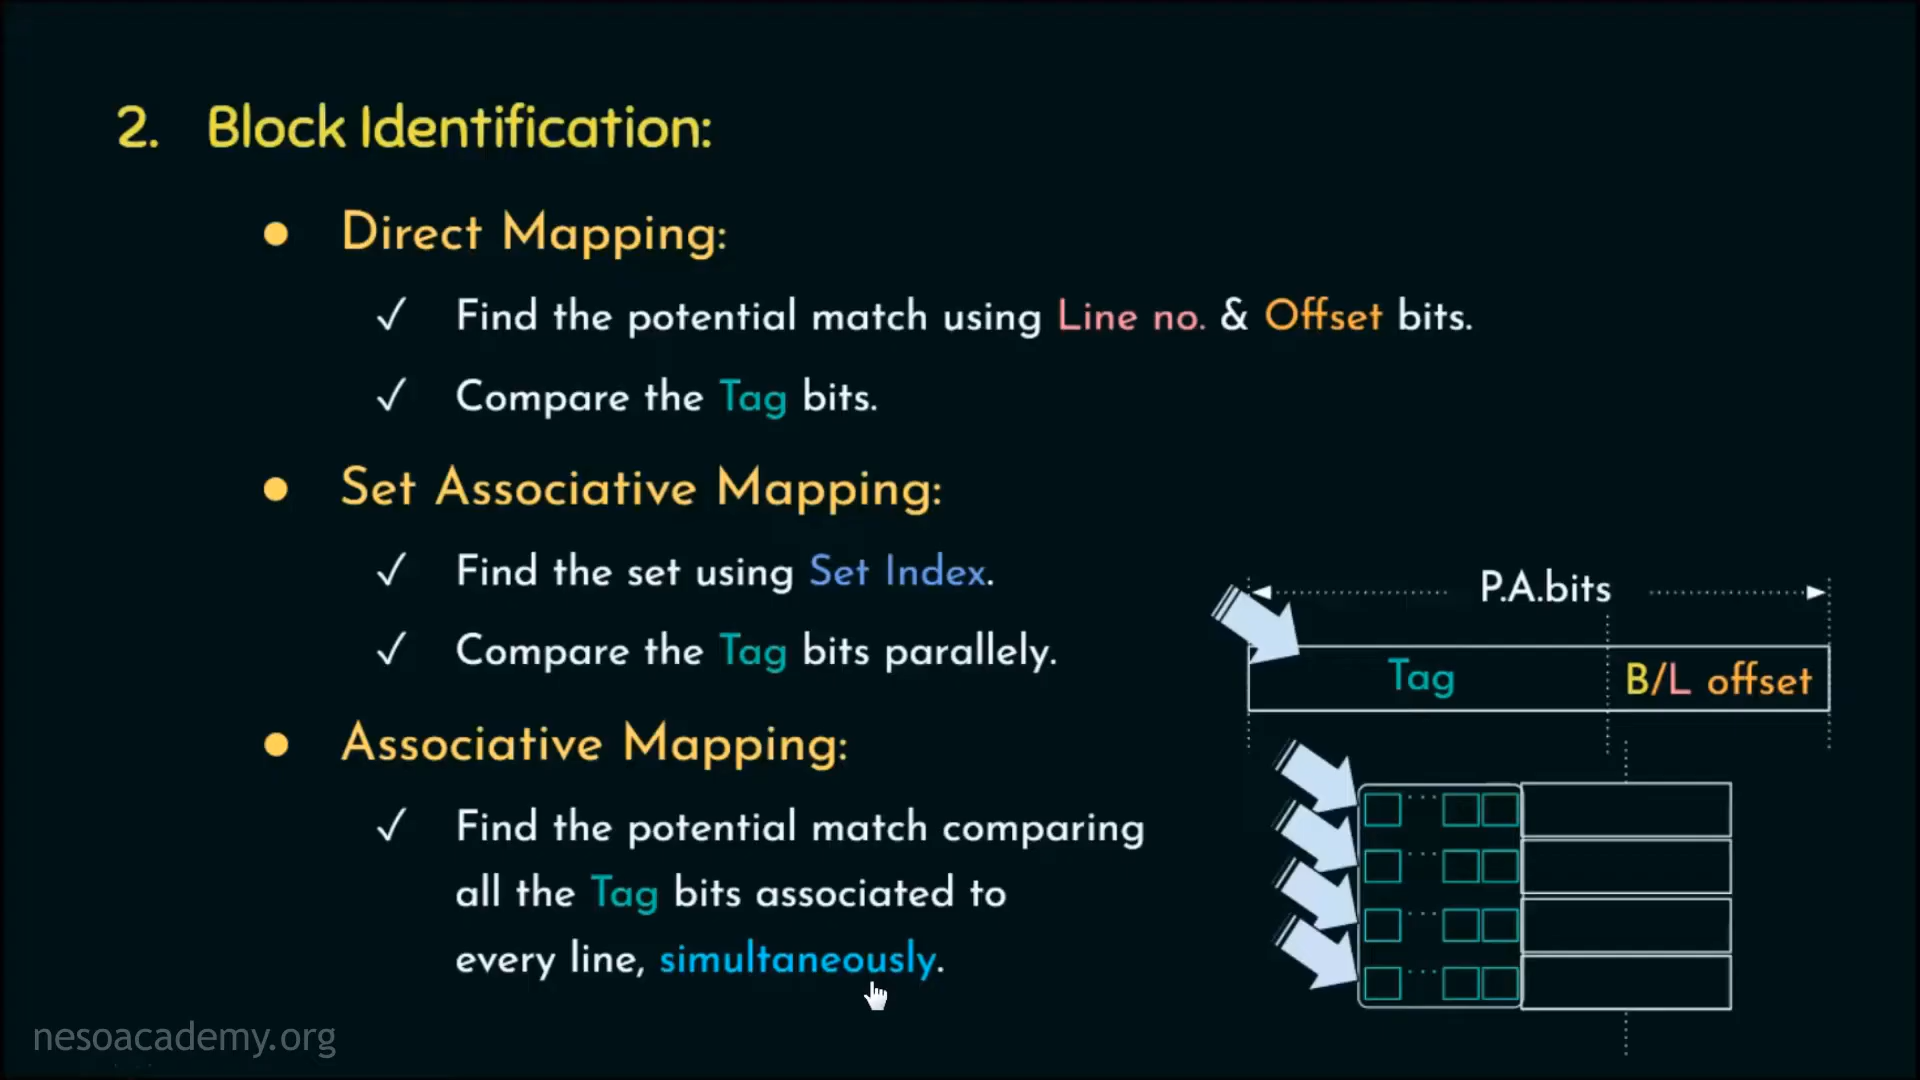 2. Block Identification:
● Direct Mapping:
✓ Find the potential match using Line no. & Offset bits.
✓ Compare the Tag bits.
● Set Associative Mapping:
✓ Find the set using Set Index.
✓ Compare the Tag bits parallely.
● Associative Mapping:
✓ Find the potential match comparing
all the Tag bits associated to
every line, simultaneously.
P.A.bits
Tag B/L offset
nesoacademy.org